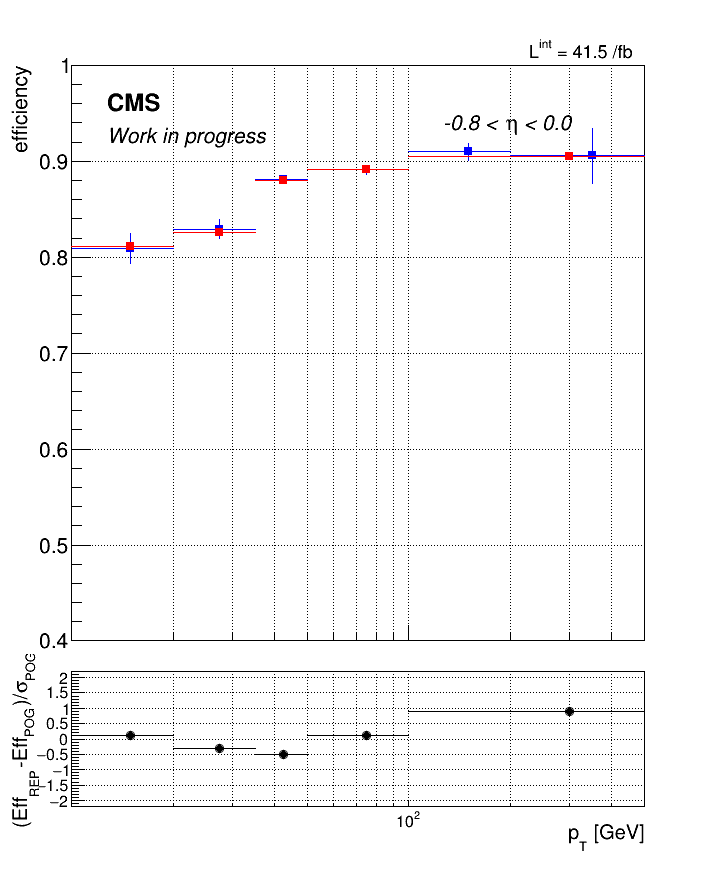 L^int = 41.5 /fb
efficiency
1
CMS
-0.8 < η < 0.0
Work in progress
0.9
0.8
0.7
0.6
0.5
0.4
(Eff_REP -Eff_POG)/σ_POG
2
1.5
1
0.5
0
−0.5
−1
−1.5
−2
10^2
p_T [GeV]